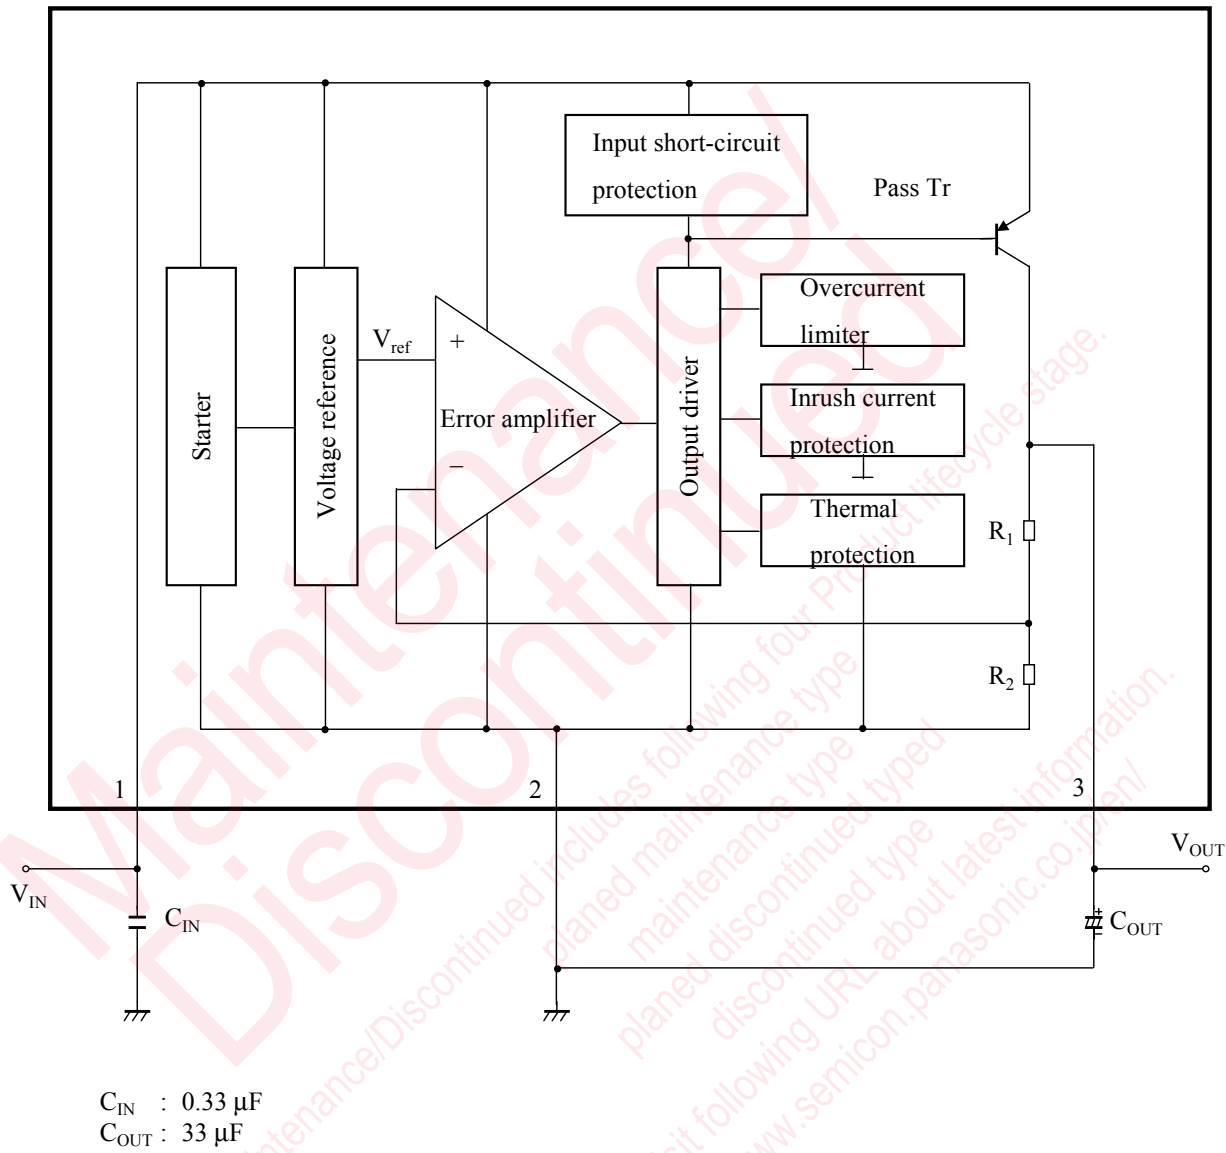 Input short-circuit
protection
Pass Tr
Starter
Voltage reference
Vref
+
Error amplifier
−
Output driver
Overcurrent
limiter
Inrush current
protection
Thermal
protection
R1
R2
1
2
3
VIN
CIN
VOUT
+
COUT
−
CIN : 0.33 μF
COUT : 33 μF
Maintenance/
Discontinued
maintenance/Discontinued includes following four Product lifecycle stage.
planed maintenance type
maintenance type
planed discontinued typed
discontinued type
visit following URL about latest information.
www.semicon.panasonic.co.jp/en/